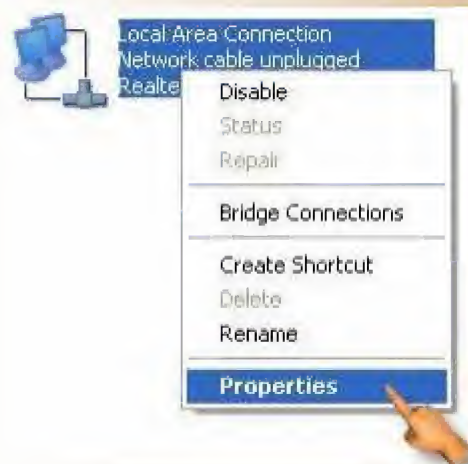 Local Area Connection
Network cable unplugged
Realte
Disable
Status
Repair
Bridge Connections
Create Shortcut
Delete
Rename
Properties